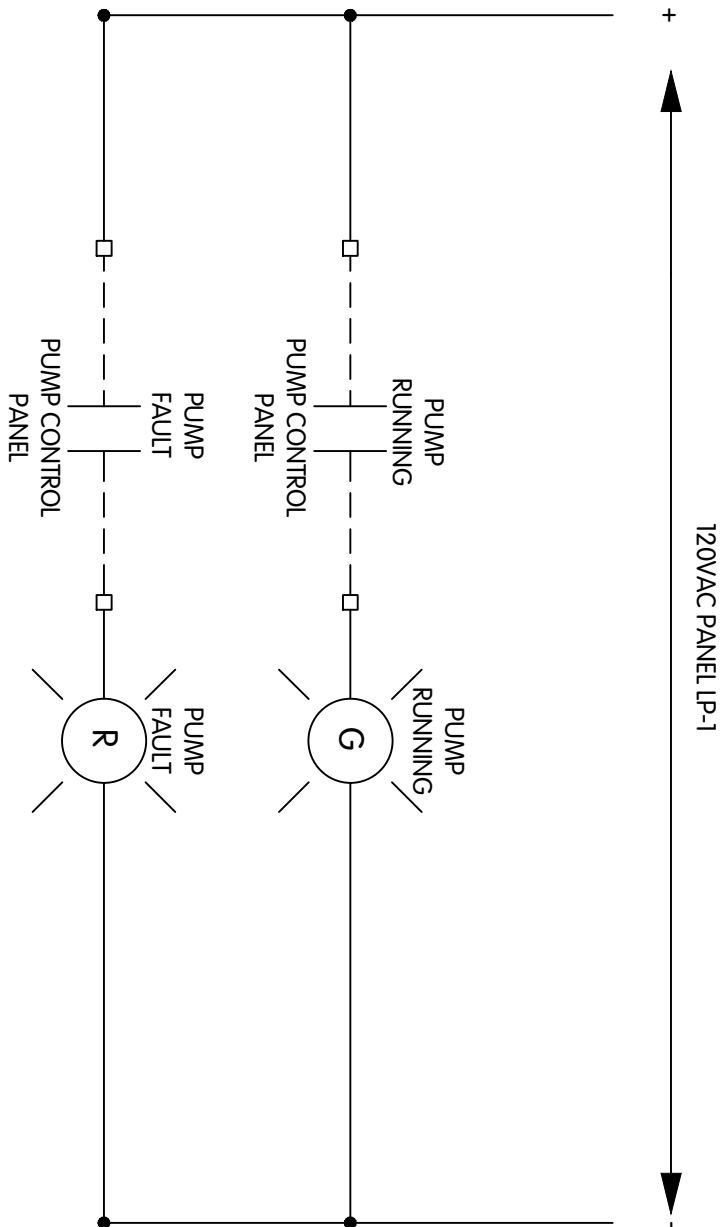 120VAC PANEL LP-1
+
-
PUMP
RUNNING
PUMP CONTROL
PANEL
PUMP
RUNNING
G
PUMP
FAULT
PUMP CONTROL
PANEL
PUMP
FAULT
R